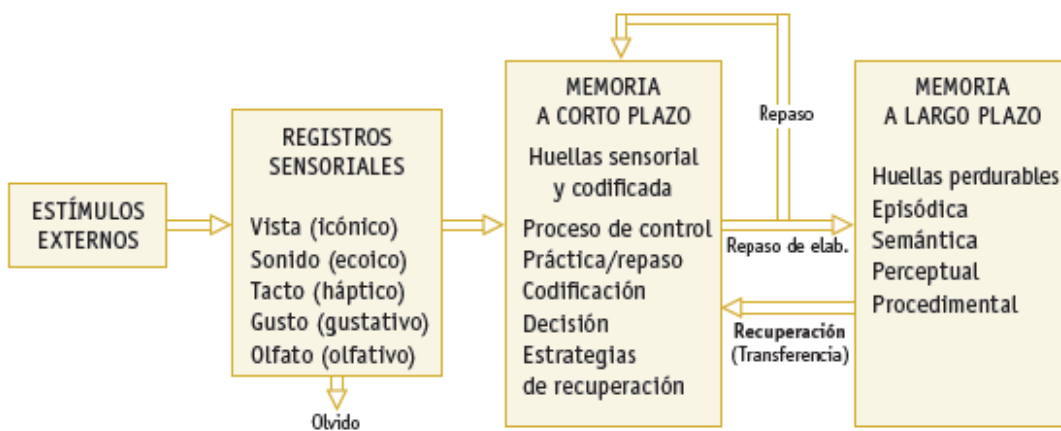 ESTÍMULOS
EXTERNOS
REGISTROS
SENSORIALES
Vista (icónico)
Sonido (ecoico)
Tacto (háptico)
Gusto (gustativo)
Olfato (olfativo)
Olvido
MEMORIA
A CORTO PLAZO
Huellas sensorial
y codificada
Proceso de control
Práctica/repaso
Codificación
Decisión
Estrategias
de recuperación
Repaso
Repaso de elab.
Recuperación
(Transferencia)
MEMORIA
A LARGO PLAZO
Huellas perdurables
Episódica
Semántica
Perceptual
Procedimental